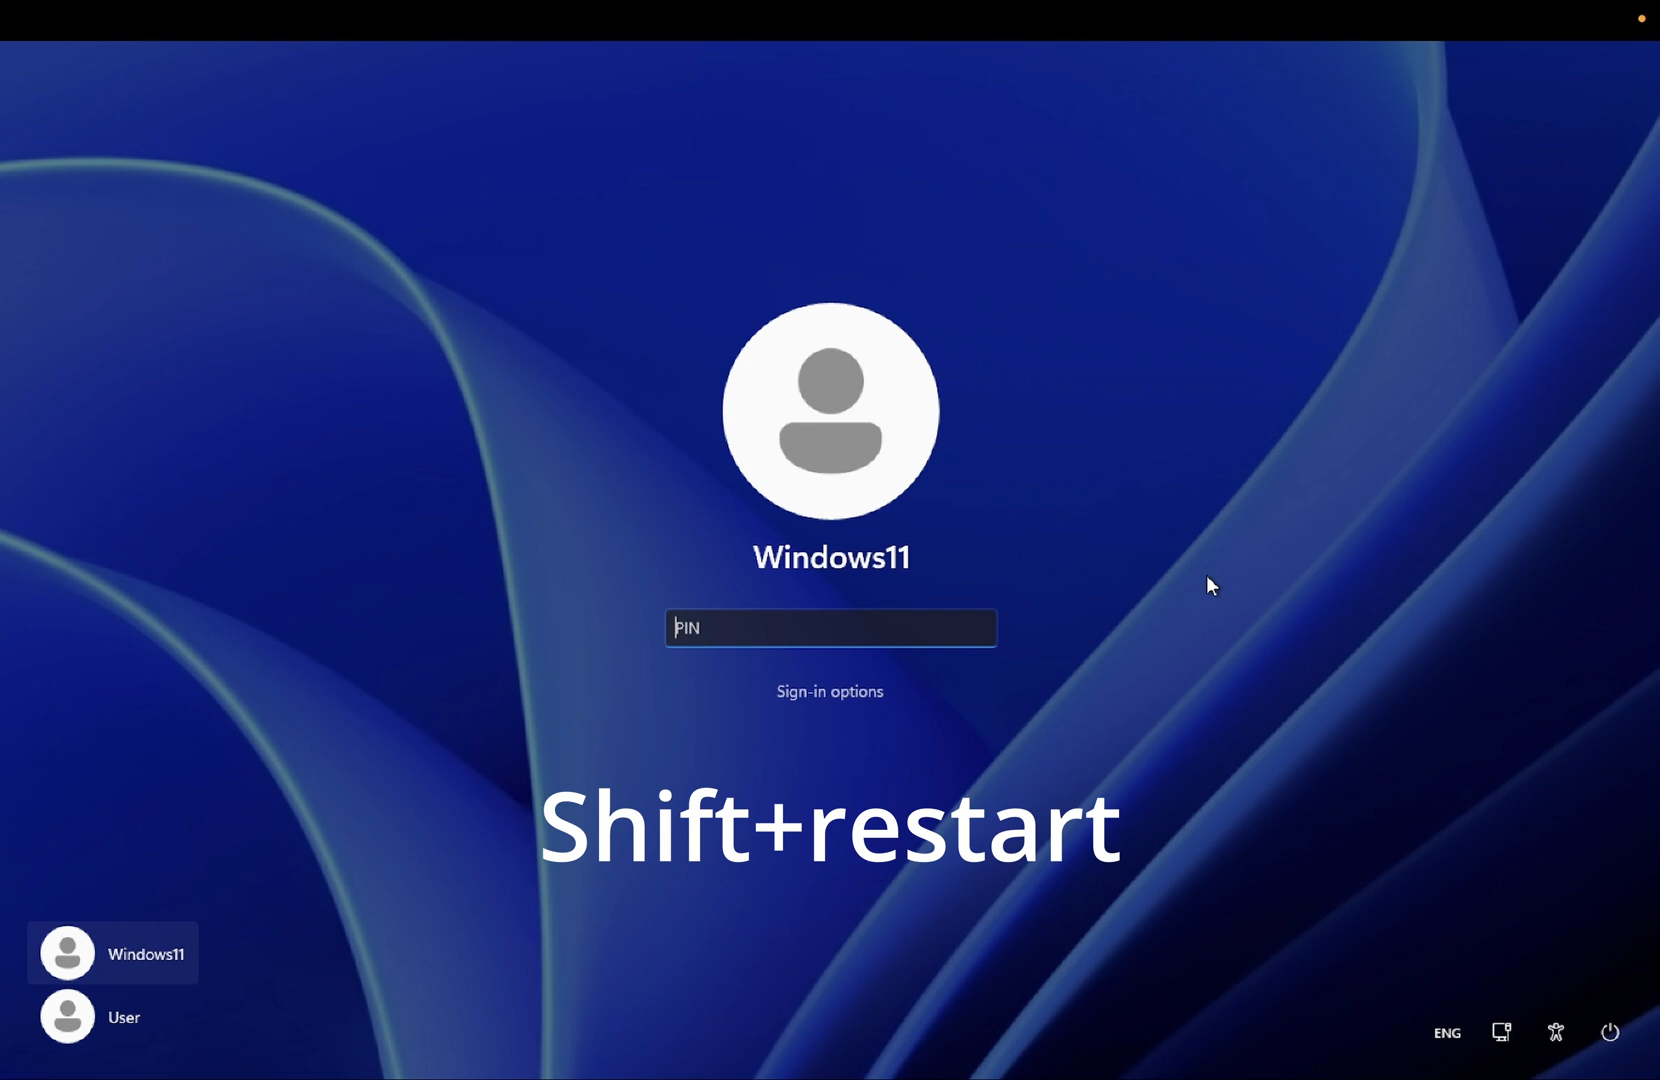 Windows11
PIN
Sign-in options
Shift+restart
Windows11
User
ENG